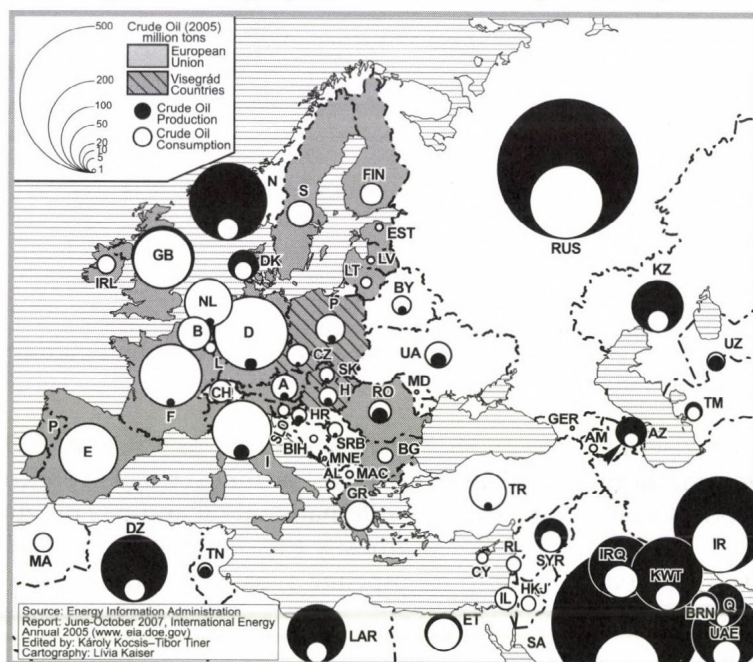 Crude Oil (2005)
million tons
500
200
100
50
20
10
5
1
European
Union
Visegrád
Countries
Crude Oil
Production
Crude Oil
Consumption
N
S
FIN
RUS
EST
LV
LT
IRL
GB
DK
BY
KZ
NL
B
D
P
L
CZ
UA
UZ
SK
MD
TM
F
CH
A
H
RO
SLO
HR
SRB
BIH
MNE
BG
GER
AM
AZ
P
E
I
AL
MAC
GR
TR
MA
DZ
TN
CY
RL
SYR
IRQ
KWT
IR
IL
HKJ
BRN
Q
LAR
ET
SA
UAE
Source: Energy Information Administration
Report: June-October 2007, International Energy
Annual 2005 (www. eia.doe.gov)
Edited by: Károly Kocsis–Tibor Tiner
Cartography: Lívia Kaiser